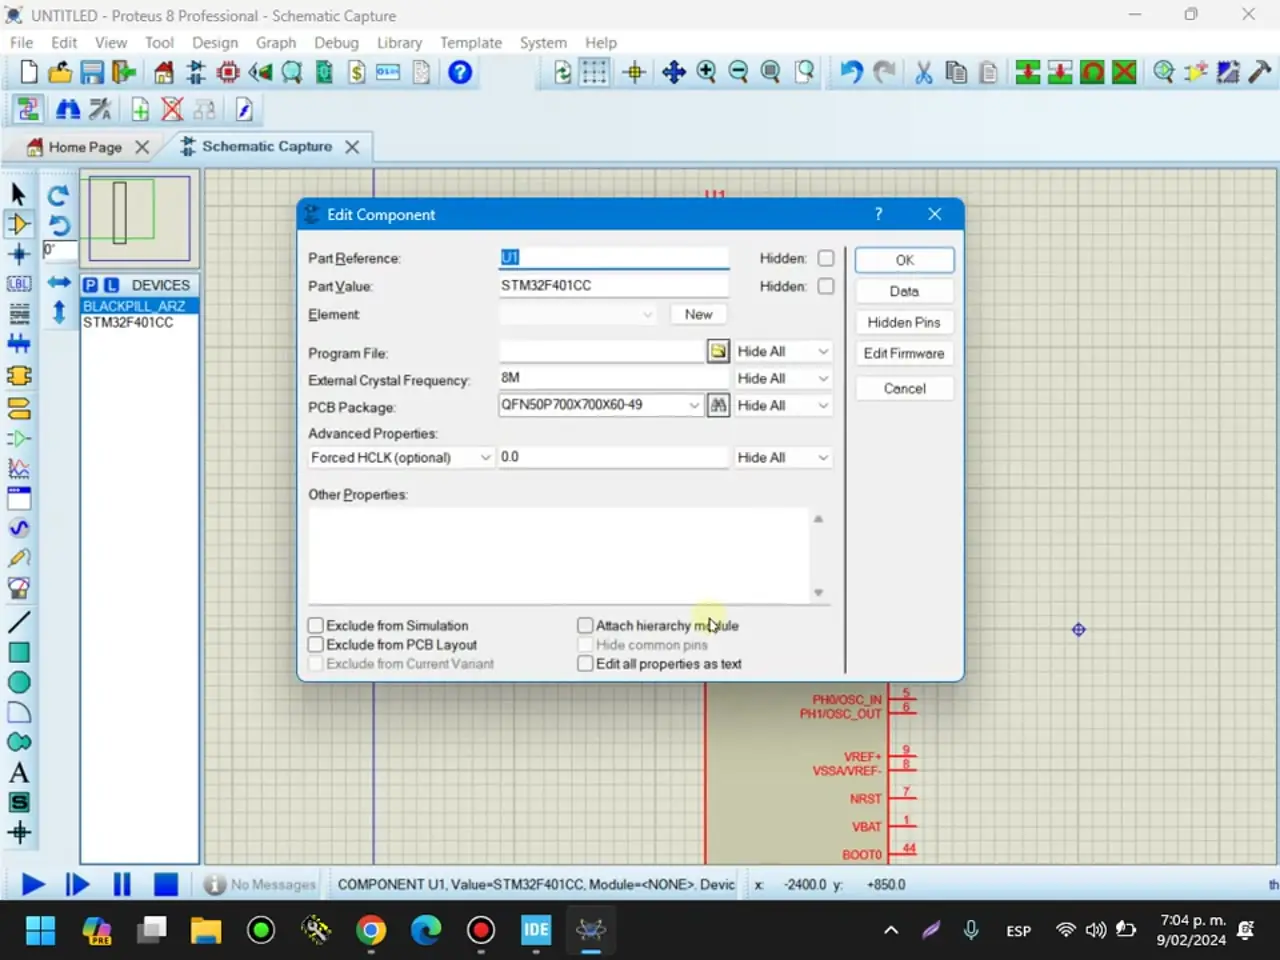 UNTITLED - Proteus 8 Professional - Schematic Capture
File Edit View Tool Design Graph Debug Library Template System Help
Home Page
Schematic Capture
U1
Edit Component
?
Part Reference: U1 Hidden: OK
Part Value: STM32F401CC Hidden: Data
Element: New Hidden Pins
Program File: Hide All Edit Firmware
External Crystal Frequency: 8M Hide All Cancel
PCB Package: QFN50P700X700X60-49 Hide All
Advanced Properties:
Forced HCLK (optional) 0.0 Hide All
Other Properties:
Exclude from Simulation Attach hierarchy module
Exclude from PCB Layout Hide common pins
Exclude from Current Variant Edit all properties as text
0°
LBL
P L DEVICES
BLACKPILL_ARZ
STM32F401CC
A
S
PH0/OSC_IN 5
PH1/OSC_OUT 6
VREF+ 9
VSSA/VREF- 8
NRST 7
VBAT 1
BOOT0 44
No Messages COMPONENT U1, Value=STM32F401CC, Module=<NONE>, Devic x: -2400.0 y: +850.0 th
PRE IDE ESP 7:04 p. m.
9/02/2024